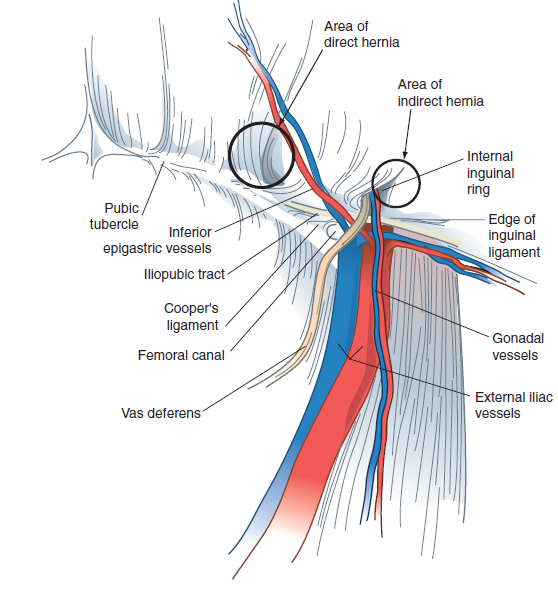 Area of
direct hernia
Area of
indirect hernia
Internal
inguinal
ring
Pubic
tubercle
Inferior
epigastric vessels
Edge of
inguinal
ligament
Iliopubic tract
Cooper's
ligament
Femoral canal
Gonadal
vessels
External iliac
vessels
Vas deferens